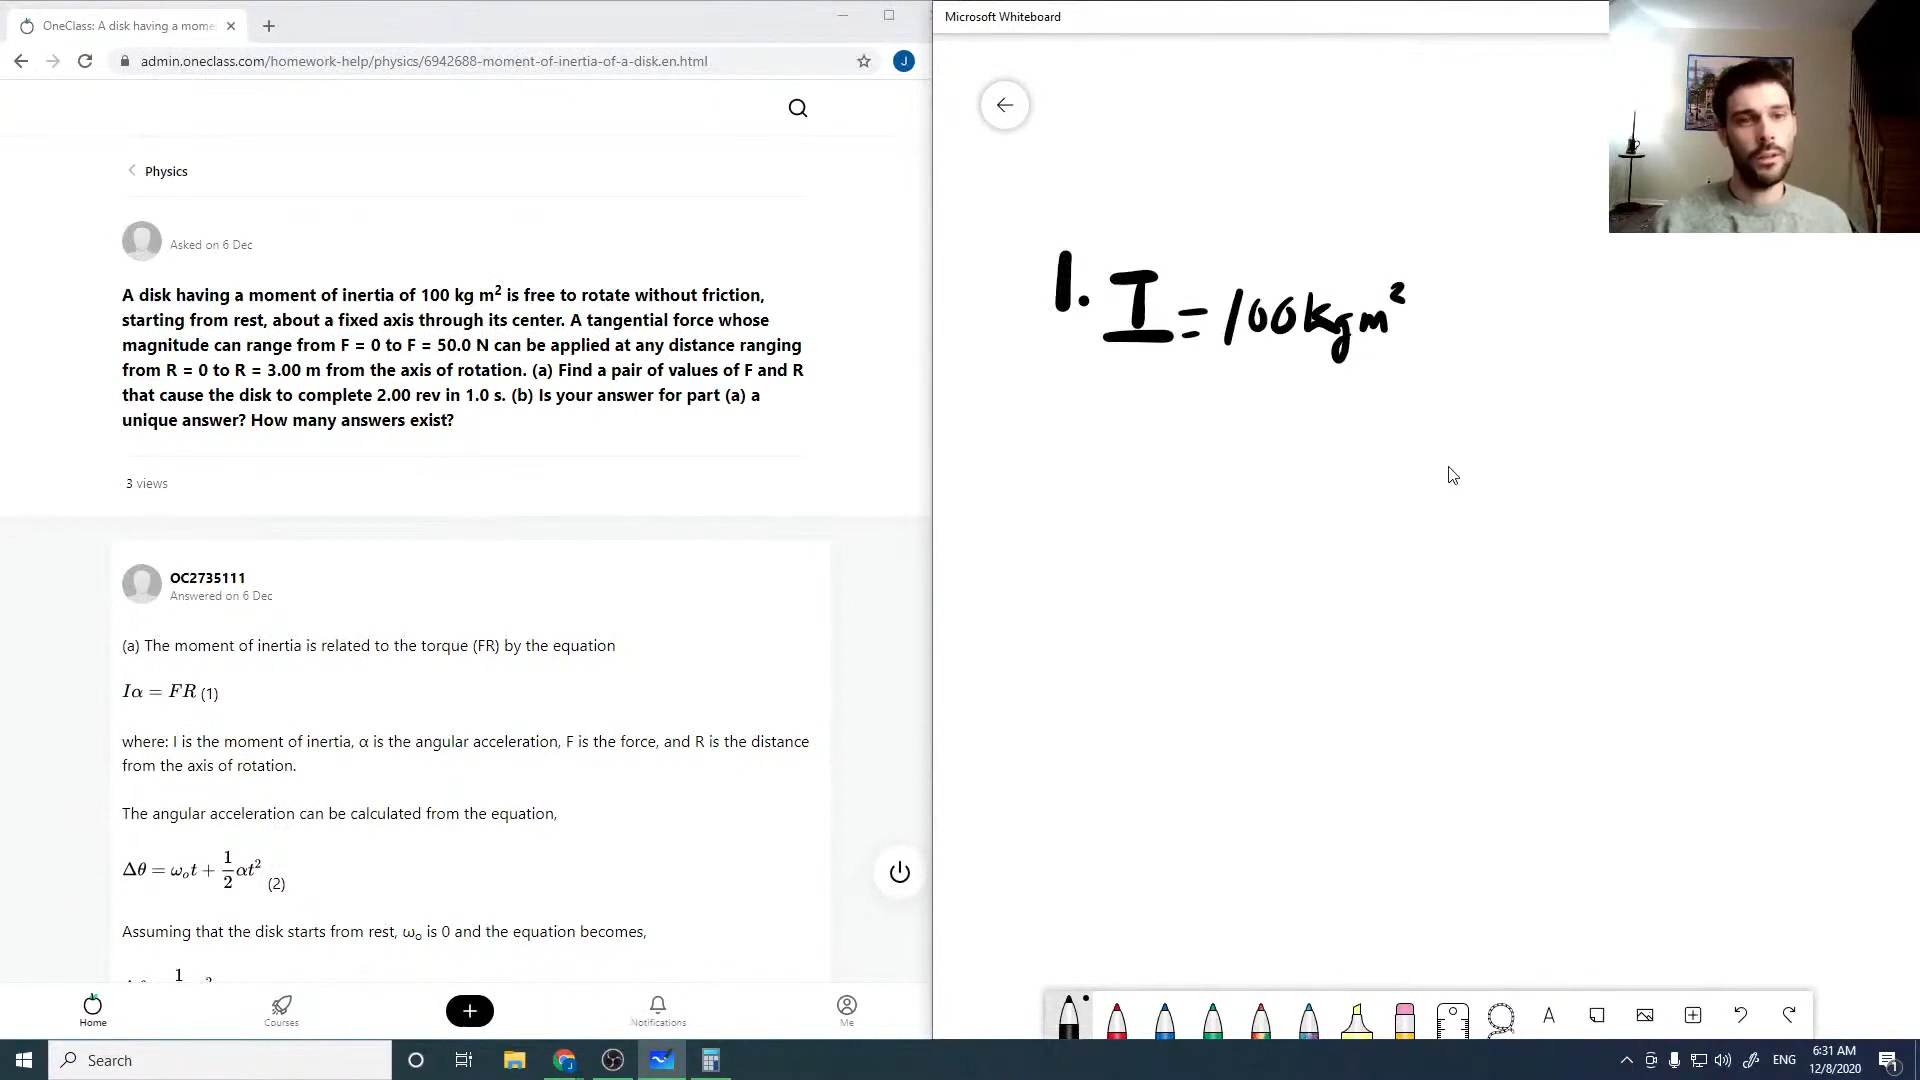 OneClass: A disk having a mome
admin.oneclass.com/homework-help/physics/6942688-moment-of-inertia-of-a-disk.en.html
J
Physics
Asked on 6 Dec
A disk having a moment of inertia of 100 kg m² is free to rotate without friction,
starting from rest, about a fixed axis through its center. A tangential force whose
magnitude can range from F = 0 to F = 50.0 N can be applied at any distance ranging
from R = 0 to R = 3.00 m from the axis of rotation. (a) Find a pair of values of F and R
that cause the disk to complete 2.00 rev in 1.0 s. (b) Is your answer for part (a) a
unique answer? How many answers exist?
3 views
OC2735111
Answered on 6 Dec
(a) The moment of inertia is related to the torque (FR) by the equation
Iα = FR (1)
where: I is the moment of inertia, α is the angular acceleration, F is the force, and R is the distance
from the axis of rotation.
The angular acceleration can be calculated from the equation,
Δθ = ωₒt + 1/2 αt² (2)
Assuming that the disk starts from rest, ωₒ is 0 and the equation becomes,
Home
Courses
Notifications
Me
Microsoft Whiteboard
1. I = 100kgm²
A
Search
ENG
6:31 AM
12/8/2020
1